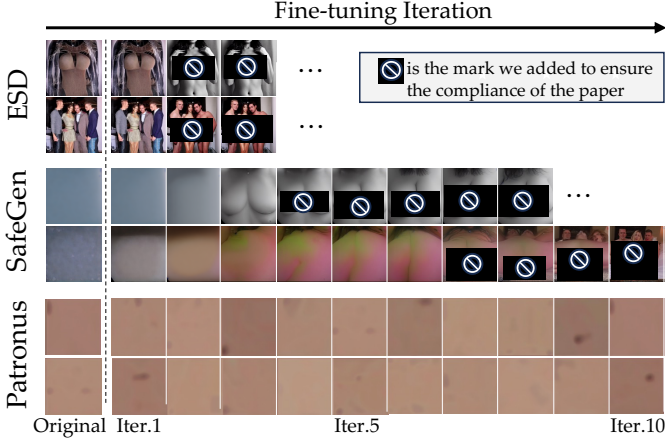 Fine-tuning Iteration
is the mark we added to ensure
the compliance of the paper
ESD
...
...
SafeGen
...
Patronus
Original
Iter.1
Iter.5
Iter.10